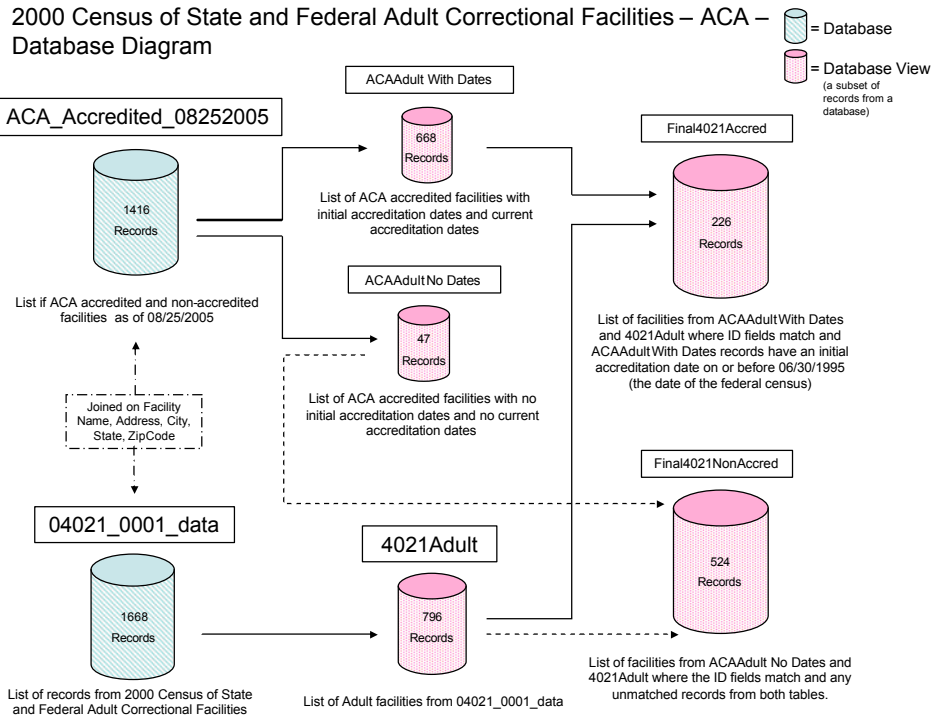 2000 Census of State and Federal Adult Correctional Facilities – ACA –
Database Diagram
= Database
= Database View
(a subset of
records from a
database)
ACA_Accredited_08252005
1416
Records
List if ACA accredited and non-accredited
facilities as of 08/25/2005
ACAAdult With Dates
668
Records
List of ACA accredited facilities with
initial accreditation dates and current
accreditation dates
ACAAdult No Dates
47
Records
List of ACA accredited facilities with no
initial accreditation dates and no current
accreditation dates
Final4021Accred
226
Records
List of facilities from ACAAdultWith Dates
and 4021Adult where ID fields match and
ACAAdultWith Dates records have an initial
accreditation date on or before 06/30/1995
(the date of the federal census)
Joined on Facility
Name, Address, City,
State, ZipCode
04021_0001_data
1668
Records
List of records from 2000 Census of State
and Federal Adult Correctional Facilities
4021Adult
796
Records
List of Adult facilities from 04021_0001_data
Final4021NonAccred
524
Records
List of facilities from ACAAdult No Dates and
4021Adult where the ID fields match and any
unmatched records from both tables.